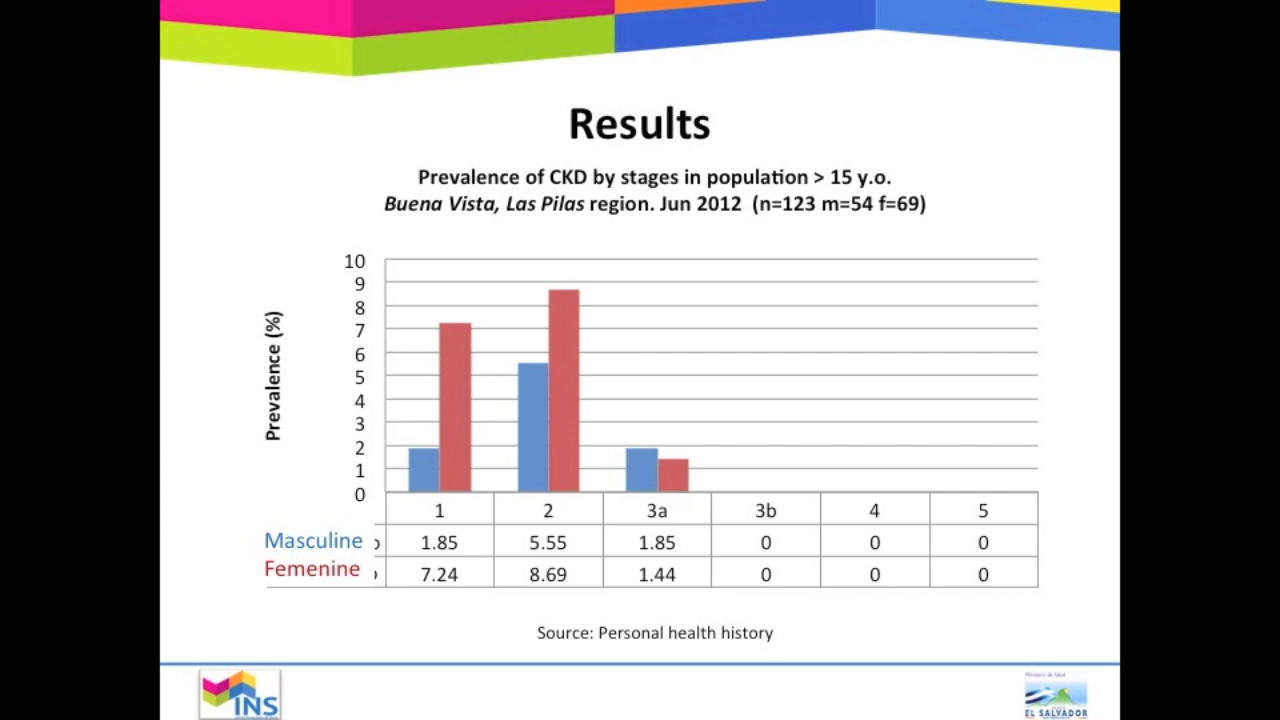 Results
Prevalence of CKD by stages in population > 15 y.o.
Buena Vista, Las Pilas region. Jun 2012 (n=123 m=54 f=69)
Prevalence (%)
10
9
8
7
6
5
4
3
2
1
0
1 2 3a 3b 4 5
Masculine 1.85 5.55 1.85 0 0 0
Femenine 7.24 8.69 1.44 0 0 0
Source: Personal health history
INS
Ministerio de Salud
EL SALVADOR